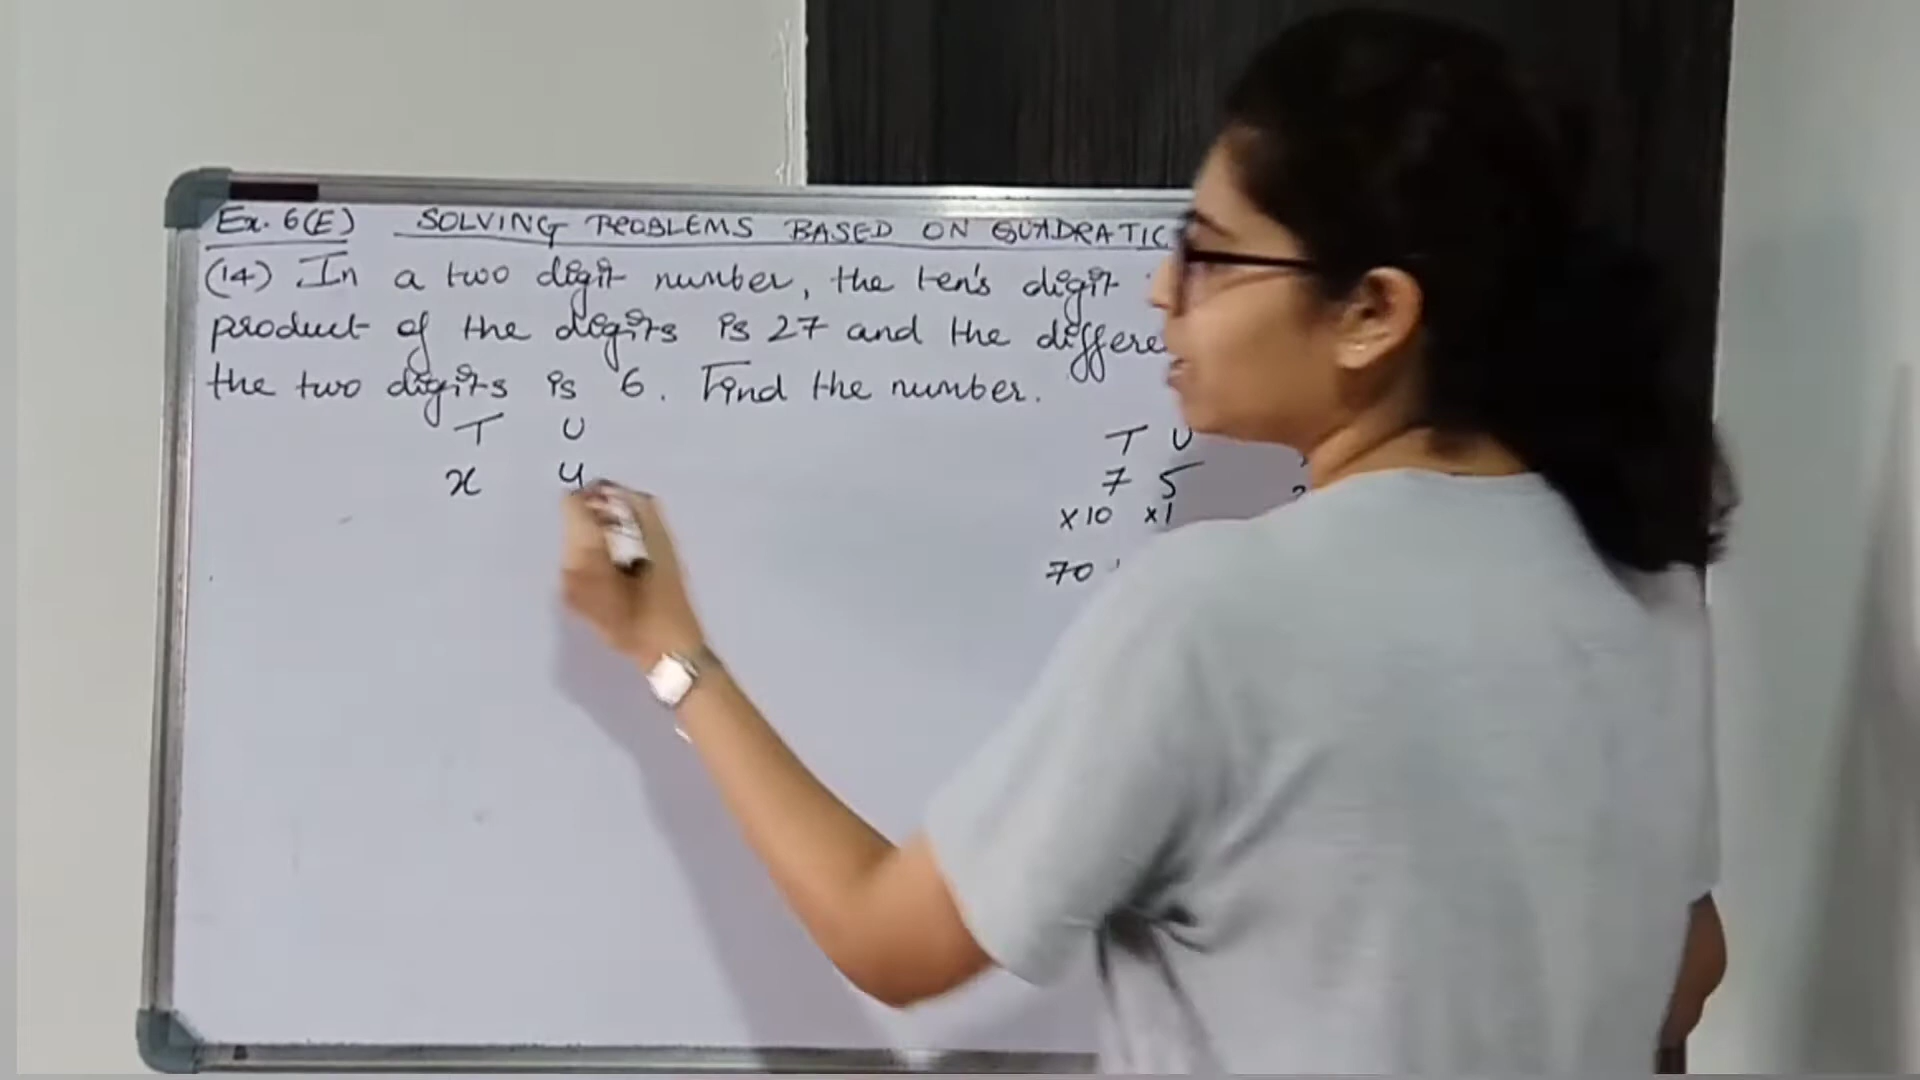 Ex. 6(E) SOLVING PROBLEMS BASED ON QUADRATIC
(14) In a two digit number, the ten's digit
product of the digits is 27 and the differe
the two digits is 6. Find the number.
T U
x y
T U
7 5
x10 x1
70